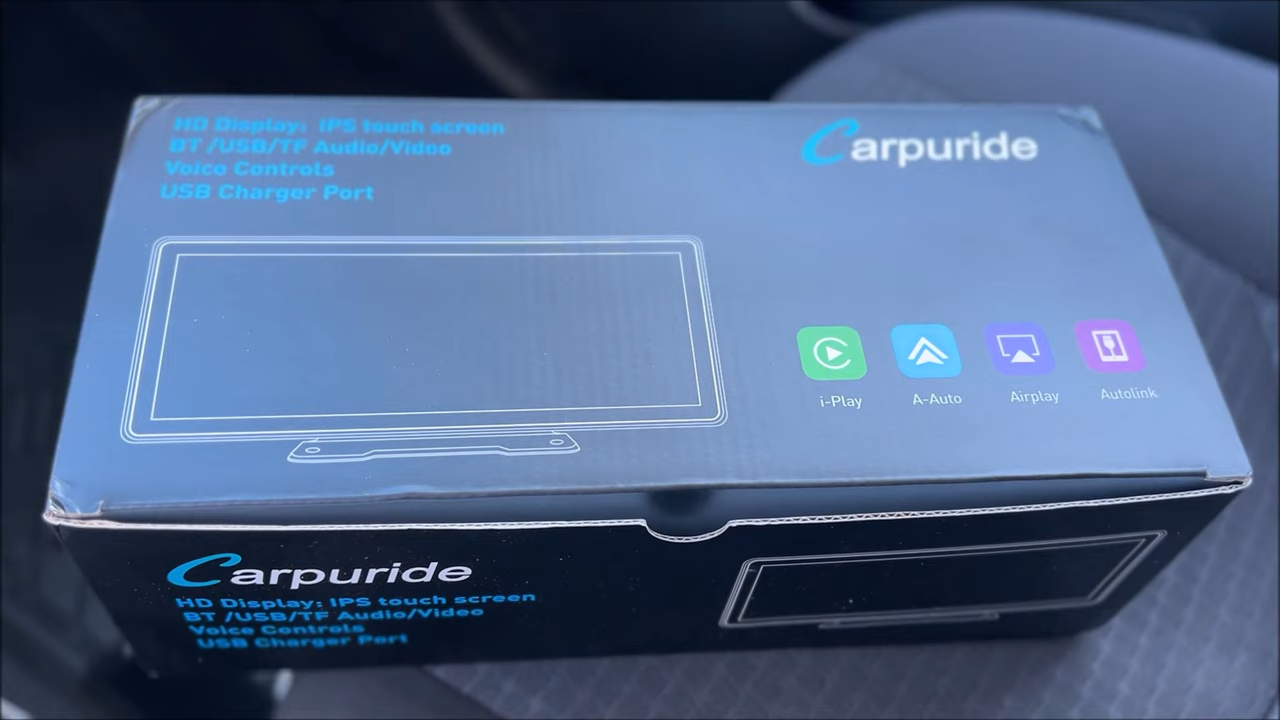 HD Display: IPS touch screen
BT /USB/TF Audio/Video
Voice Controls
USB Charger Port
Carpuride
i-Play
A-Auto
Airplay
Autolink
Carpuride
HD Display: IPS touch screen
BT /USB/TF Audio/Video
Voice Controls
USB Charger Port